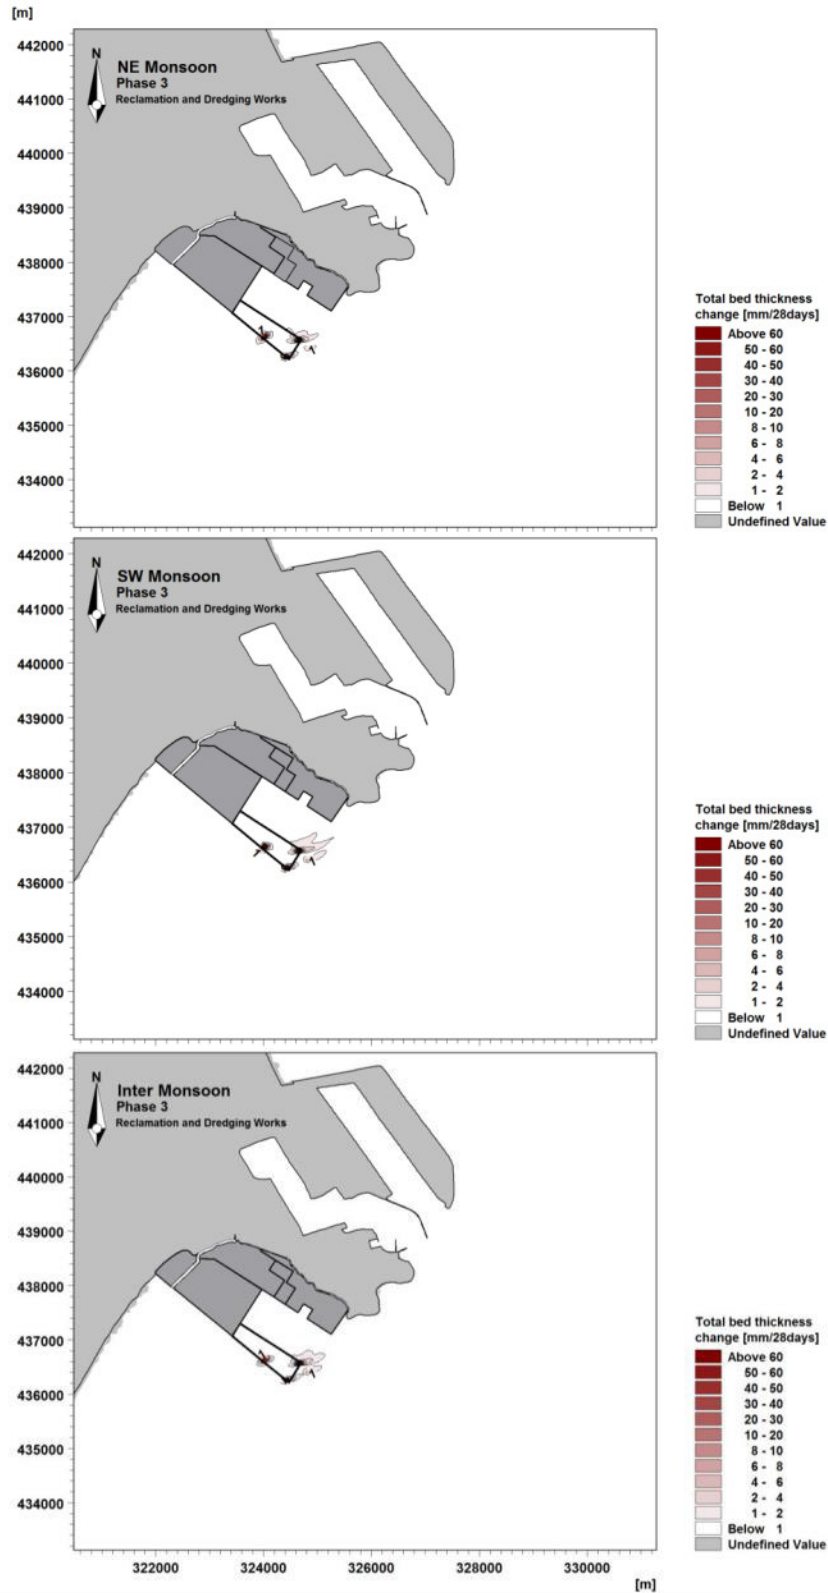 [m]
442000
441000
440000
439000
438000
437000
436000
435000
434000
N
NE Monsoon
Phase 3
Reclamation and Dredging Works
1
1
Total bed thickness
change [mm/28days]
Above 60
50 - 60
40 - 50
30 - 40
20 - 30
10 - 20
8 - 10
6 - 8
4 - 6
2 - 4
1 - 2
Below 1
Undefined Value
442000
441000
440000
439000
438000
437000
436000
435000
434000
N
SW Monsoon
Phase 3
Reclamation and Dredging Works
1
1
Total bed thickness
change [mm/28days]
Above 60
50 - 60
40 - 50
30 - 40
20 - 30
10 - 20
8 - 10
6 - 8
4 - 6
2 - 4
1 - 2
Below 1
Undefined Value
442000
441000
440000
439000
438000
437000
436000
435000
434000
N
Inter Monsoon
Phase 3
Reclamation and Dredging Works
1
1
Total bed thickness
change [mm/28days]
Above 60
50 - 60
40 - 50
30 - 40
20 - 30
10 - 20
8 - 10
6 - 8
4 - 6
2 - 4
1 - 2
Below 1
Undefined Value
322000 324000 326000 328000 330000
[m]